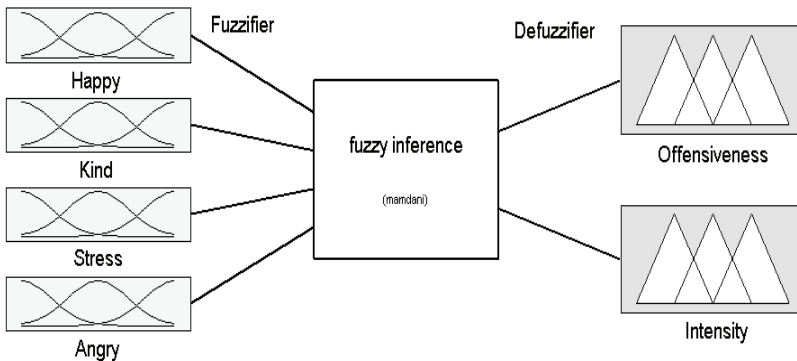 Fuzzifier
Defuzzifier
Happy
Kind
Stress
Angry
fuzzy inference
(mamdani)
Offensiveness
Intensity